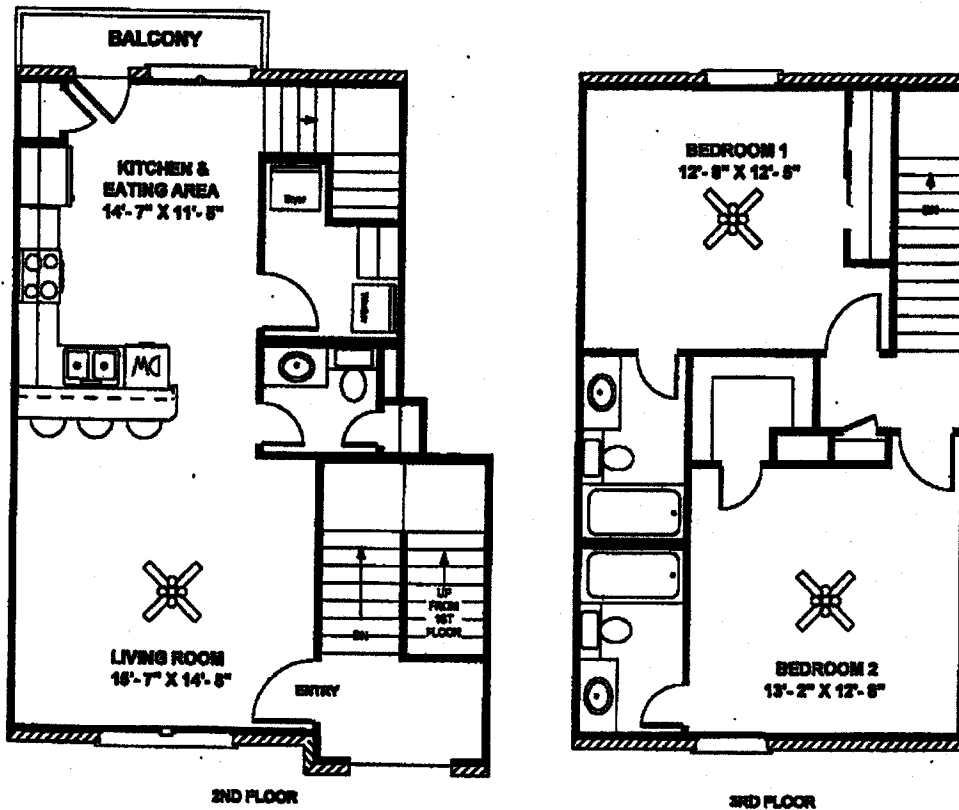 BALCONY
KITCHEN &
EATING AREA
14'- 7" X 11'- 5"
Dryer
Washer
DW
LIVING ROOM
15'- 7" X 14'- 5"
ENTRY
DN
UP
FROM
1ST
FLOOR
2ND FLOOR
BEDROOM 1
12'- 8" X 12'- 5"
DN
BEDROOM 2
13'- 2" X 12'- 8"
3RD FLOOR